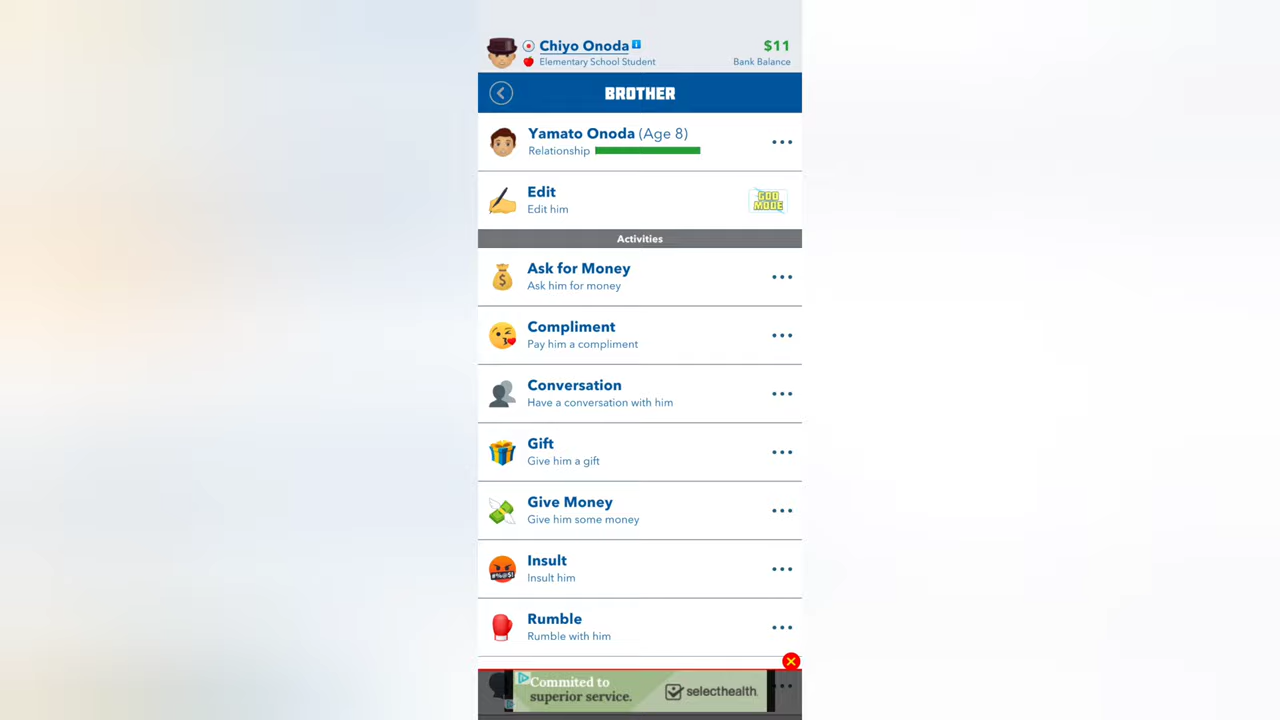 Chiyo Onoda
Elementary School Student
$11
Bank Balance
BROTHER
Yamato Onoda (Age 8)
Relationship
Edit
Edit him
GOD
MODE
Activities
Ask for Money
Ask him for money
Compliment
Pay him a compliment
Conversation
Have a conversation with him
Gift
Give him a gift
Give Money
Give him some money
#%@$!
Insult
Insult him
Rumble
Rumble with him
Commited to
superior service.
selecthealth.